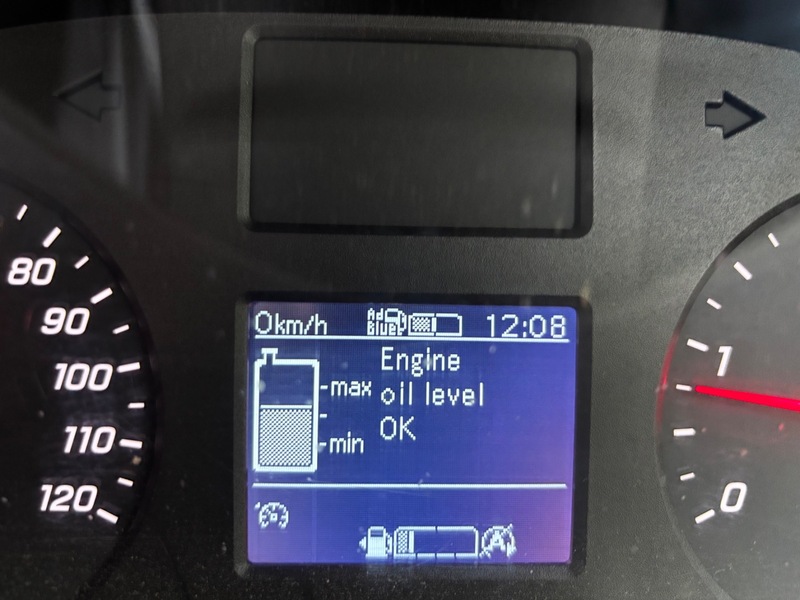 80
90
100
110
120
0km/h
Ad
Blue
12:08
Engine
oil level
OK
-max
-min
1
0